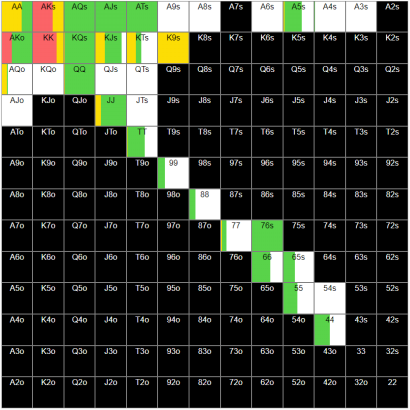 AA AKs AQs AJs ATs A9s A8s A7s A6s A5s A4s A3s A2s
AKo KK KQs KJs KTs K9s K8s K7s K6s K5s K4s K3s K2s
AQo KQo QQ QJs QTs Q9s Q8s Q7s Q6s Q5s Q4s Q3s Q2s
AJo KJo QJo JJ JTs J9s J8s J7s J6s J5s J4s J3s J2s
ATo KTo QTo JTo TT T9s T8s T7s T6s T5s T4s T3s T2s
A9o K9o Q9o J9o T9o 99 98s 97s 96s 95s 94s 93s 92s
A8o K8o Q8o J8o T8o 98o 88 87s 86s 85s 84s 83s 82s
A7o K7o Q7o J7o T7o 97o 87o 77 76s 75s 74s 73s 72s
A6o K6o Q6o J6o T6o 96o 86o 76o 66 65s 64s 63s 62s
A5o K5o Q5o J5o T5o 95o 85o 75o 65o 55 54s 53s 52s
A4o K4o Q4o J4o T4o 94o 84o 74o 64o 54o 44 43s 42s
A3o K3o Q3o J3o T3o 93o 83o 73o 63o 53o 43o 33 32s
A2o K2o Q2o J2o T2o 92o 82o 72o 62o 52o 42o 32o 22